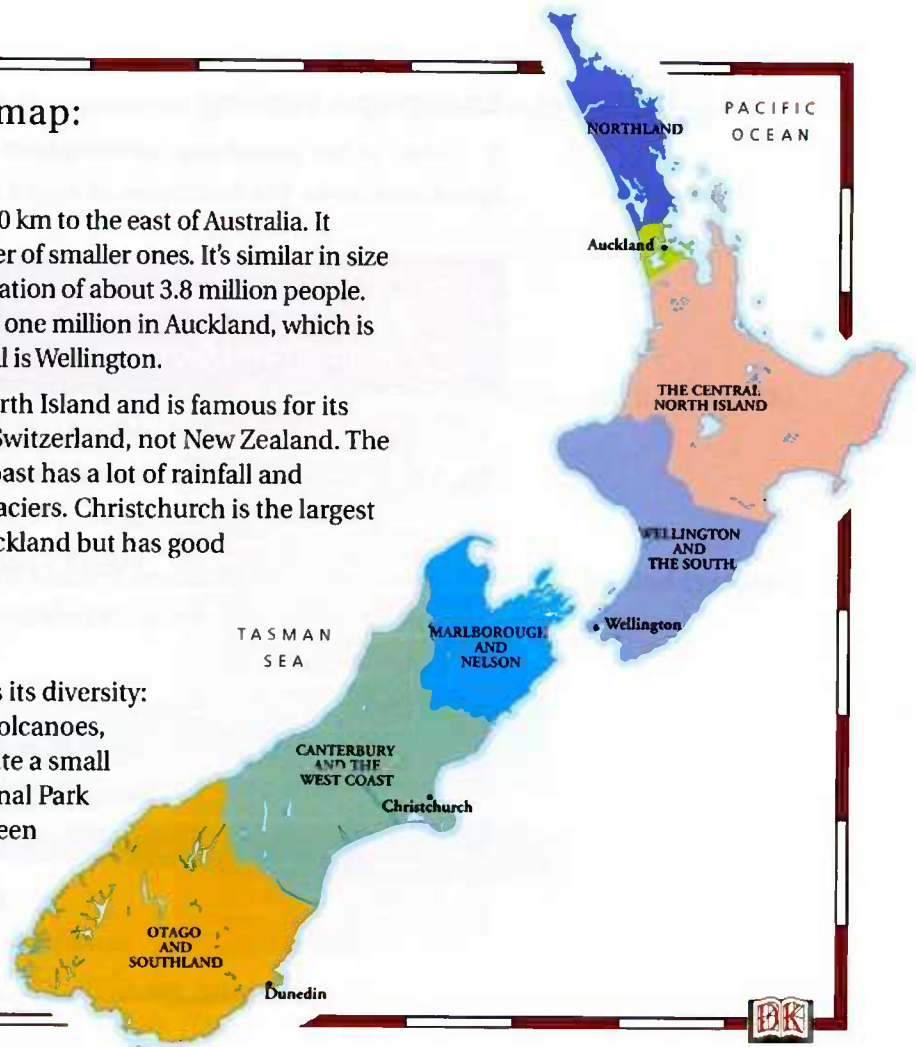 map:
0 km to the east of Australia. It
er of smaller ones. It's similar in size
ation of about 3.8 million people.
one million in Auckland, which is
l is Wellington.
rth Island and is famous for its
Switzerland, not New Zealand. The
oast has a lot of rainfall and
aciers. Christchurch is the largest
ckland but has good
s its diversity:
olcanoes,
te a small
nal Park
een
PACIFIC
OCEAN
NORTHLAND
Auckland
THE CENTRAL
NORTH ISLAND
WELLINGTON
AND
THE SOUTH
Wellington
TASMAN
SEA
MARLBOROUGH
AND
NELSON
CANTERBURY
AND THE
WEST COAST
Christchurch
OTAGO
AND
SOUTHLAND
Dunedin
DK